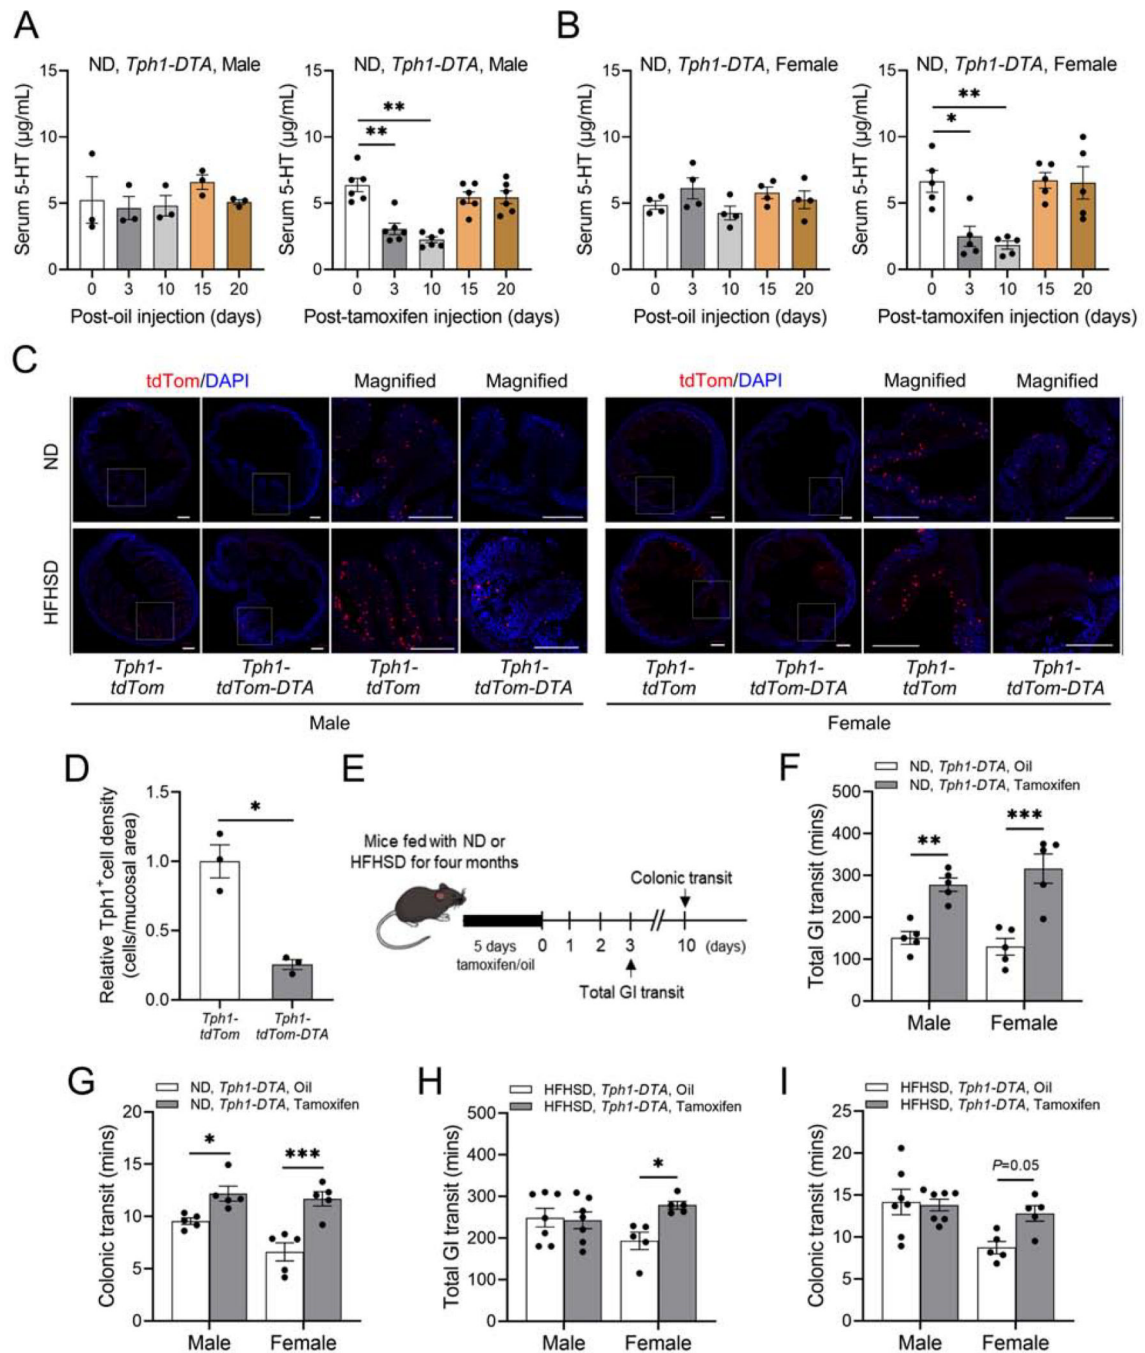 A
ND, Tph1-DTA, Male
Serum 5-HT (µg/mL)
15
10
5
0
0 3 10 15 20
Post-oil injection (days)
ND, Tph1-DTA, Male
Serum 5-HT (µg/mL)
15
10
5
0
**
**
0 3 10 15 20
Post-tamoxifen injection (days)
B
ND, Tph1-DTA, Female
Serum 5-HT (µg/mL)
15
10
5
0
0 3 10 15 20
Post-oil injection (days)
ND, Tph1-DTA, Female
Serum 5-HT (µg/mL)
15
10
5
0
**
*
0 3 10 15 20
Post-tamoxifen injection (days)
C
tdTom/DAPI Magnified Magnified tdTom/DAPI Magnified Magnified
ND
HFHSD
Tph1- Tph1- Tph1- Tph1- Tph1- Tph1- Tph1- Tph1-
tdTom tdTom-DTA tdTom tdTom-DTA tdTom tdTom-DTA tdTom tdTom-DTA
Male Female
D
Relative Tph1+cell density
(cells/mucosal area)
1.5
1.0
0.5
0.0
*
Tph1- Tph1-
tdTom tdTom-DTA
E
Mice fed with ND or
HFHSD for four months
Colonic transit
5 days
tamoxifen/oil
0 1 2 3 10 (days)
Total GI transit
F
ND, Tph1-DTA, Oil
ND, Tph1-DTA, Tamoxifen
Total GI transit (mins)
500
400
300
200
100
0
**
***
Male Female
G
ND, Tph1-DTA, Oil
ND, Tph1-DTA, Tamoxifen
Colonic transit (mins)
20
15
10
5
0
*
***
Male Female
H
HFHSD, Tph1-DTA, Oil
HFHSD, Tph1-DTA, Tamoxifen
Total GI transit (mins)
500
400
300
200
100
0
*
Male Female
I
HFHSD, Tph1-DTA, Oil
HFHSD, Tph1-DTA, Tamoxifen
Colonic transit (mins)
25
20
15
10
5
0
P=0.05
Male Female